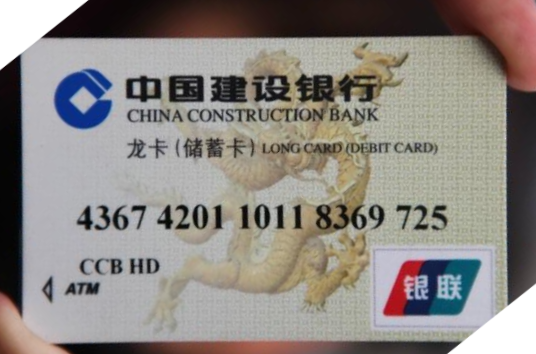 中国建设银行
CHINA CONSTRUCTION BANK
龙卡(储蓄卡) LONG CARD (DEBIT CARD)
4367 4201 1011 8369 725
CCB HD
ATM
银联